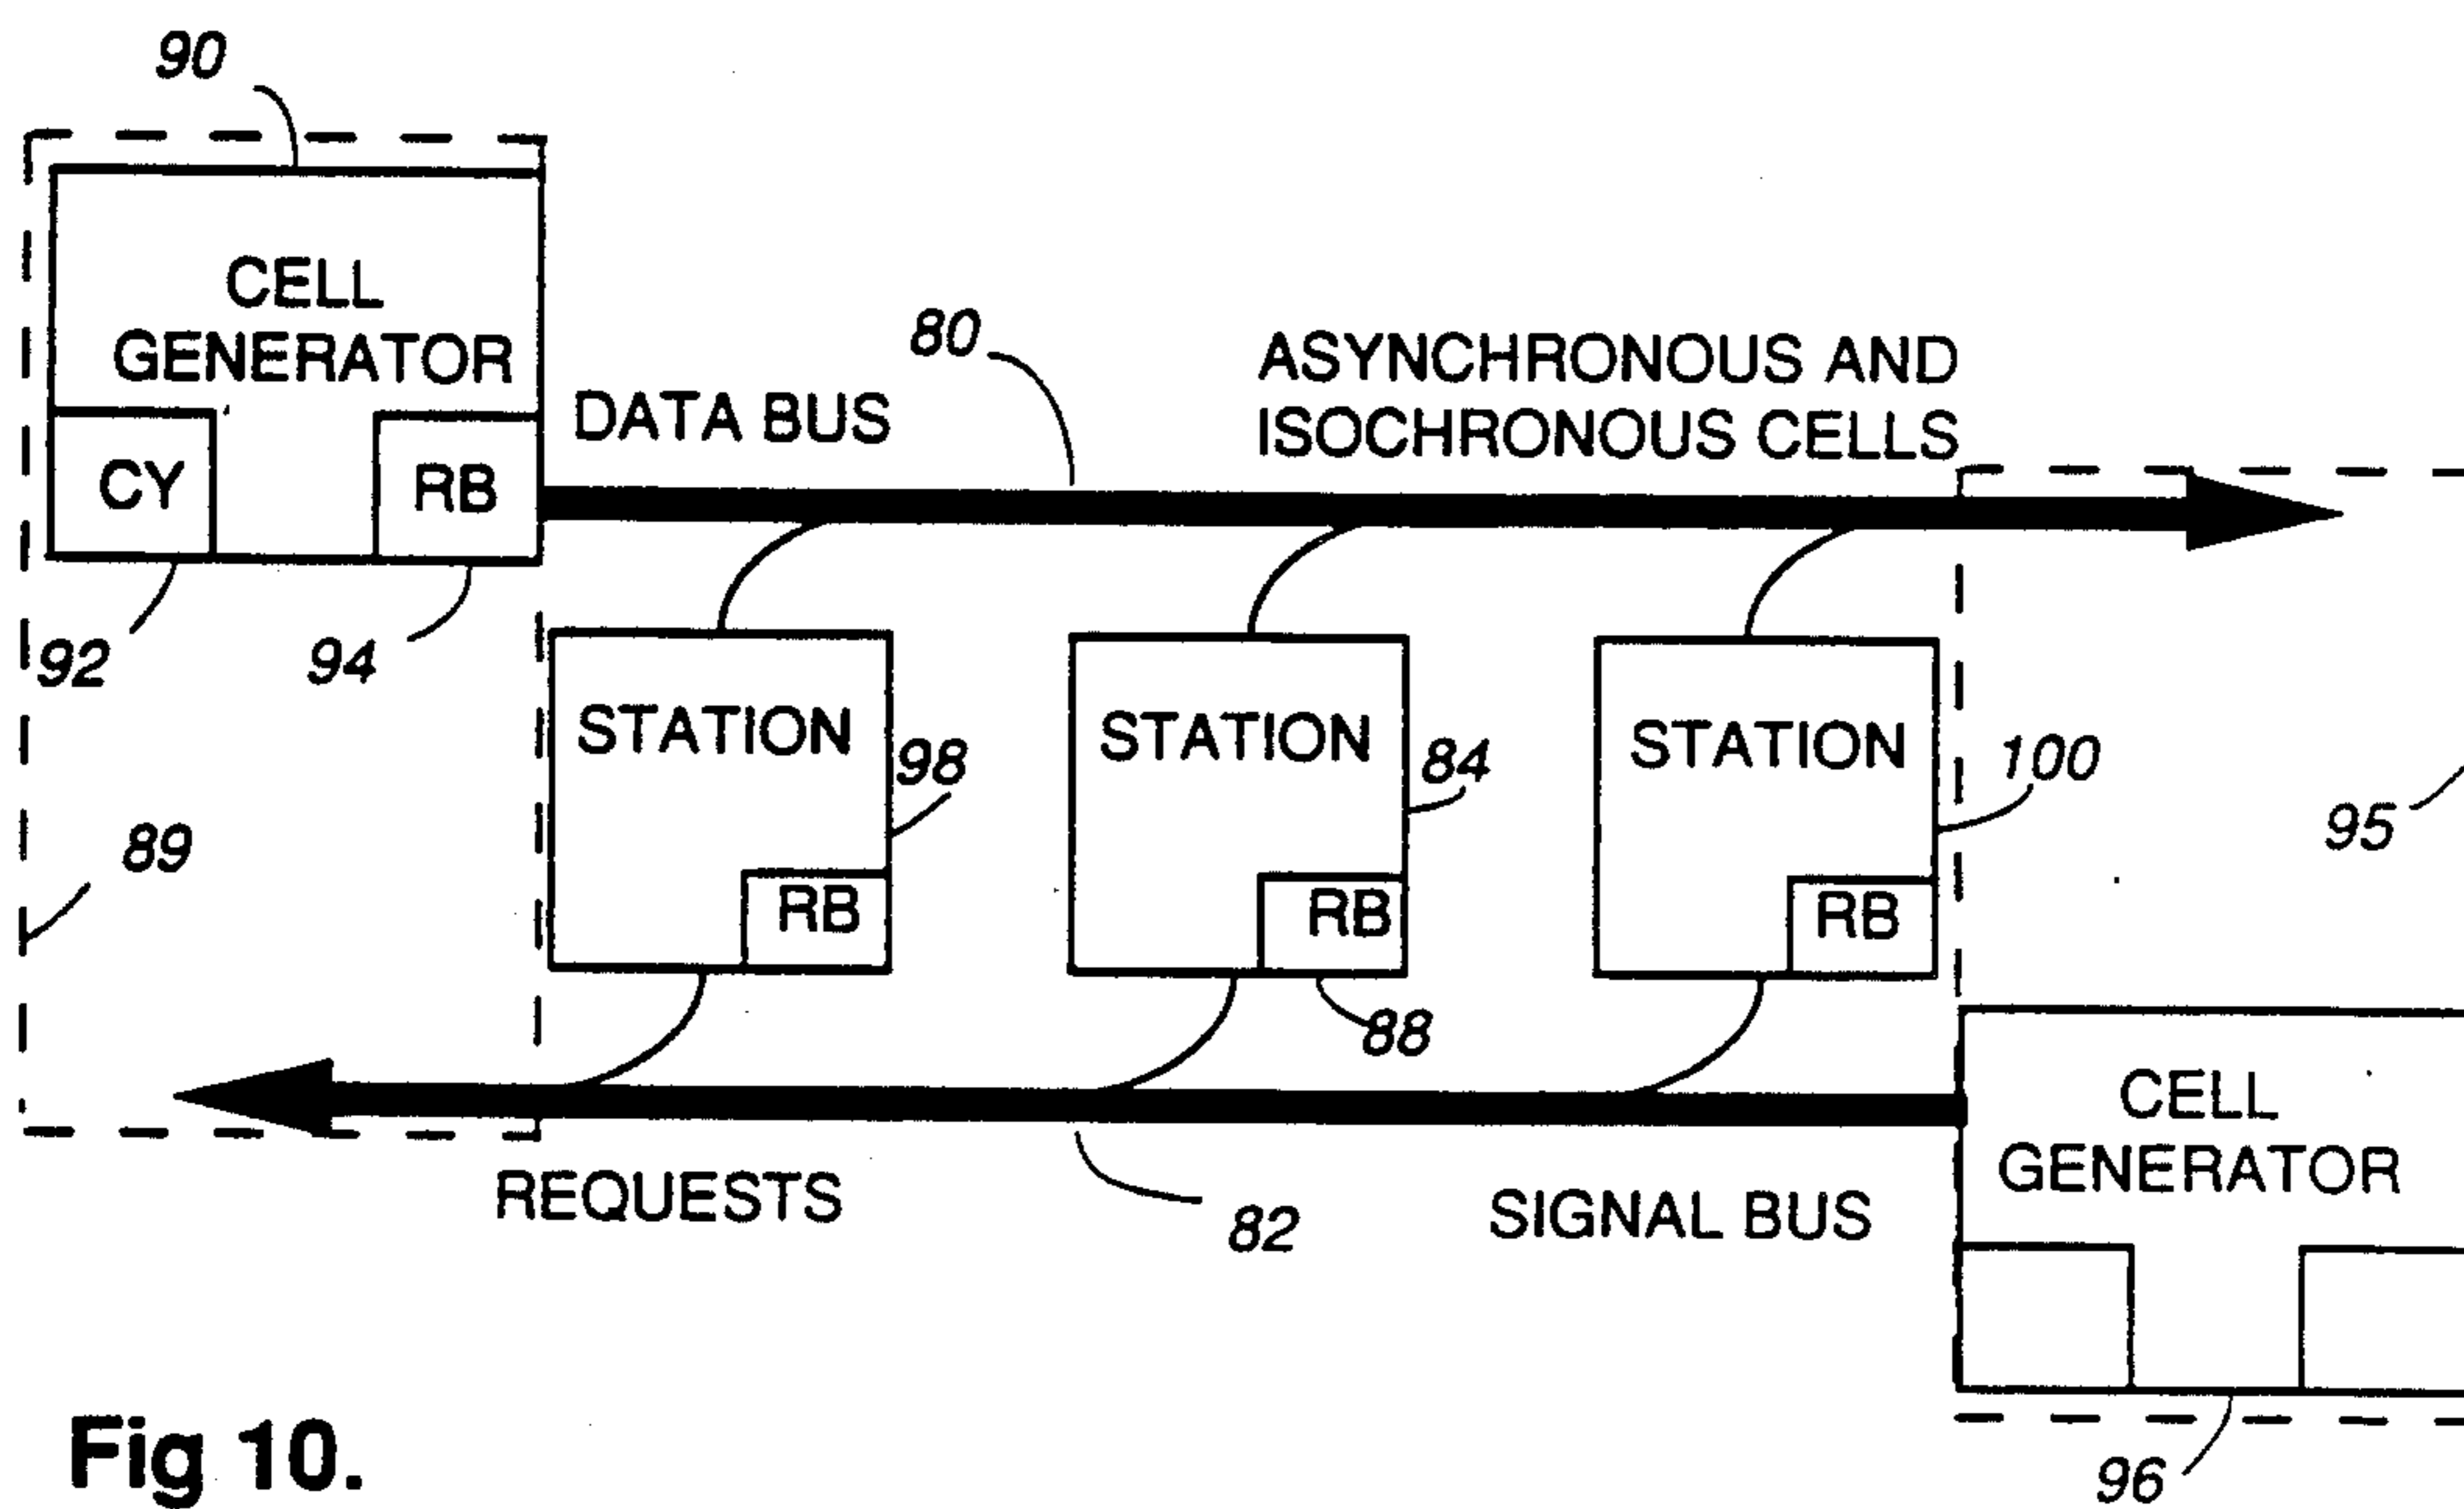 90
CELL
GENERATOR
CY
RB
92
94
DATA BUS
80
ASYNCHRONOUS AND
ISOCHRONOUS CELLS
STATION
98
RB
STATION
84
RB
88
STATION
100
RB
95
89
REQUESTS
82
SIGNAL BUS
CELL
GENERATOR
96
Fig 10.